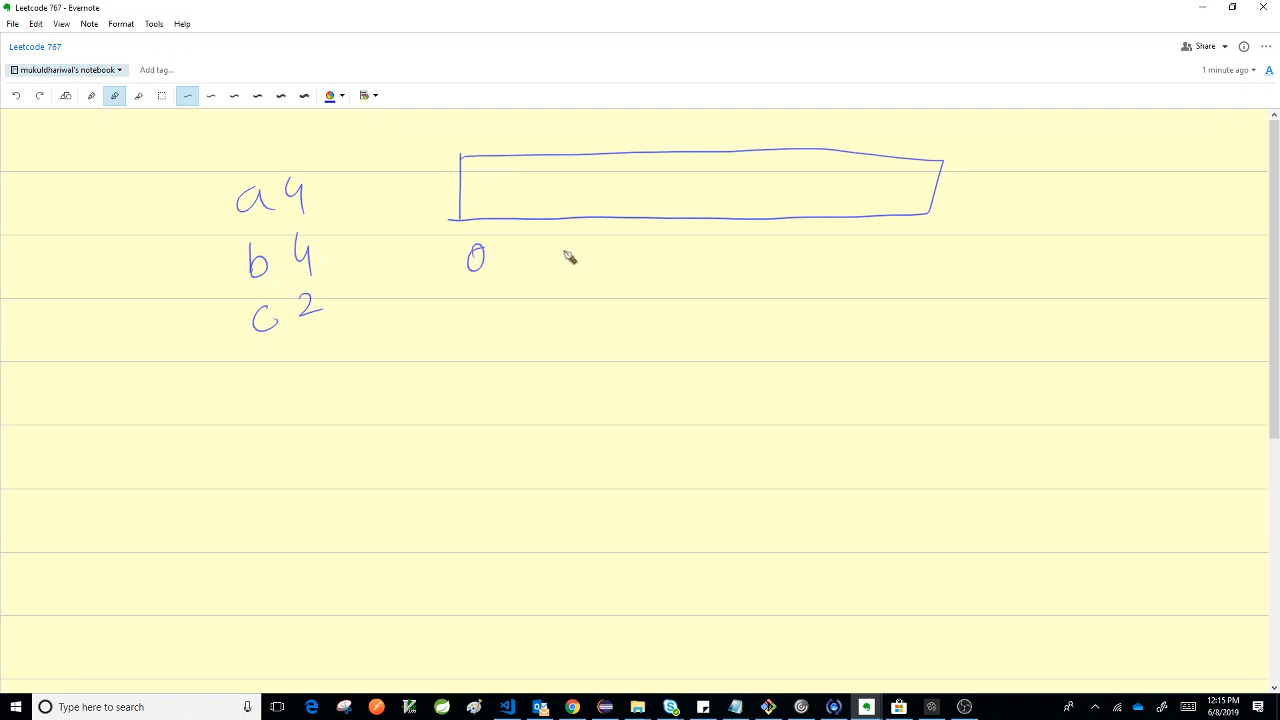 Leetcode 767 - Evernote
File Edit View Note Format Tools Help
Leetcode 767
Share
mukuldhariwal's notebook Add tag...
1 minute ago A
a 4
b 4
c 2
0
Type here to search
12:15 PM
6/8/2019